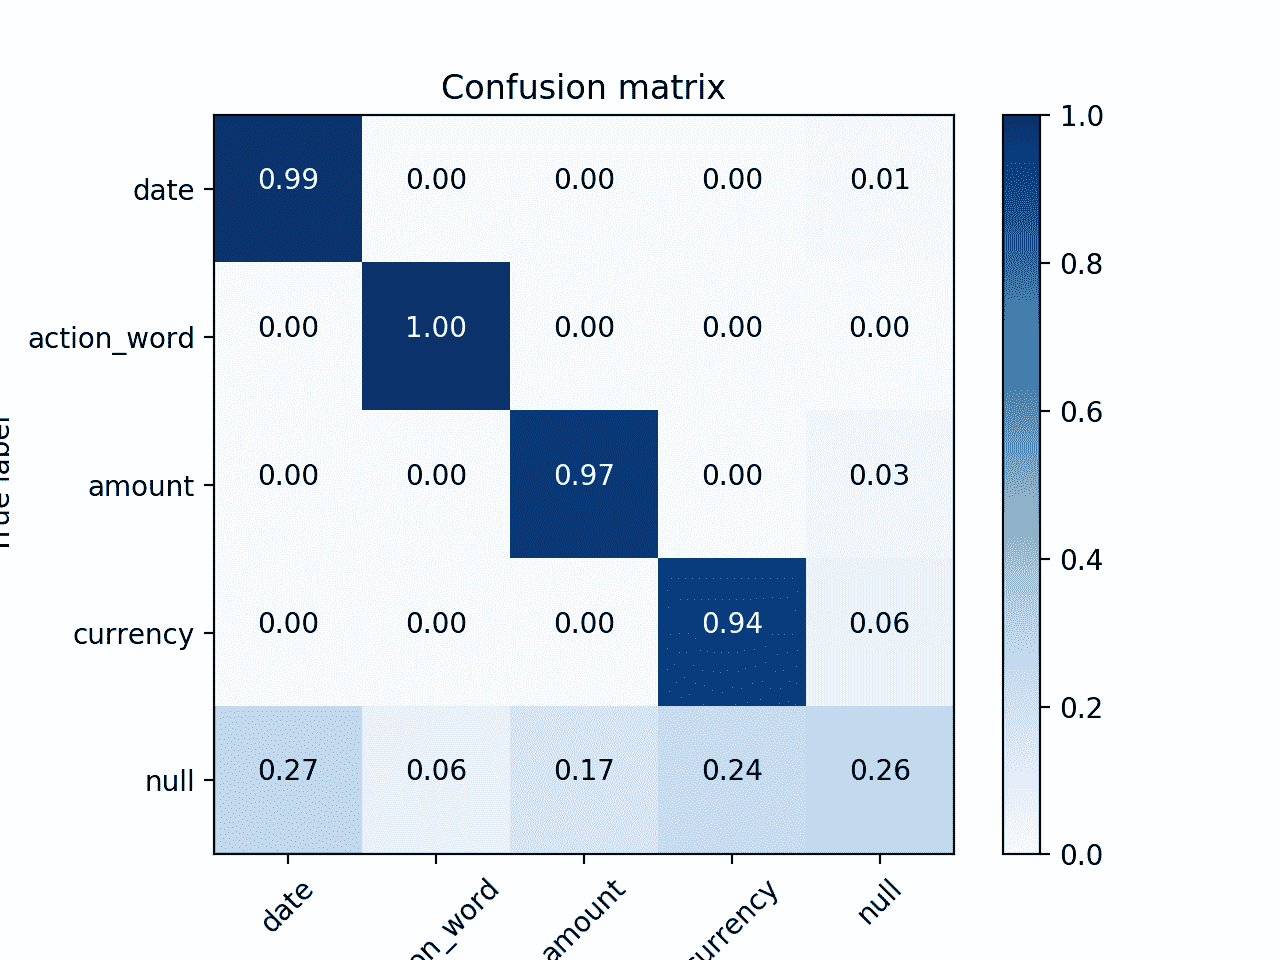 Confusion matrix
date 0.99 0.00 0.00 0.00 0.01
action_word 0.00 1.00 0.00 0.00 0.00
amount 0.00 0.00 0.97 0.00 0.03
currency 0.00 0.00 0.00 0.94 0.06
null 0.27 0.06 0.17 0.24 0.26
date on_word amount urrency null
1.0
0.8
0.6
0.4
0.2
0.0